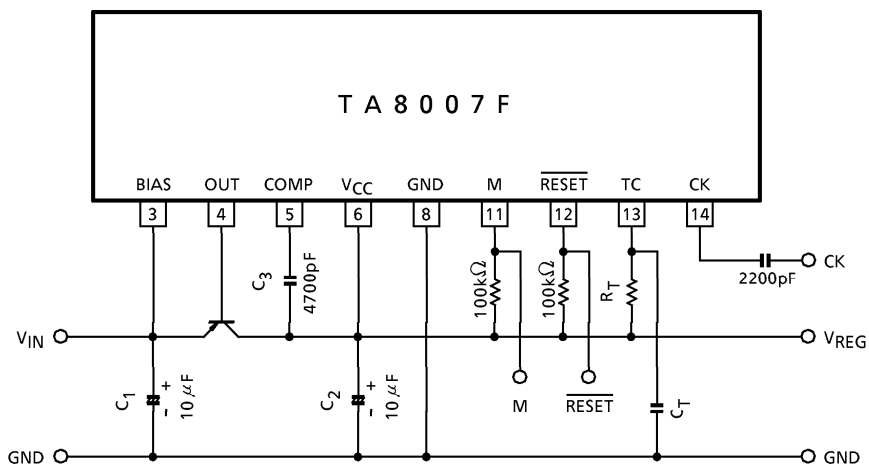 TA8007F
BIAS OUT COMP VCC GND M RESET TC CK
3 4 5 6 8 11 12 13 14
C3 4700pF
100kΩ
100kΩ
RT
2200pF
CK
VIN
VREG
C1 + - 10μF
C2 + - 10μF
M
RESET
CT
GND
GND